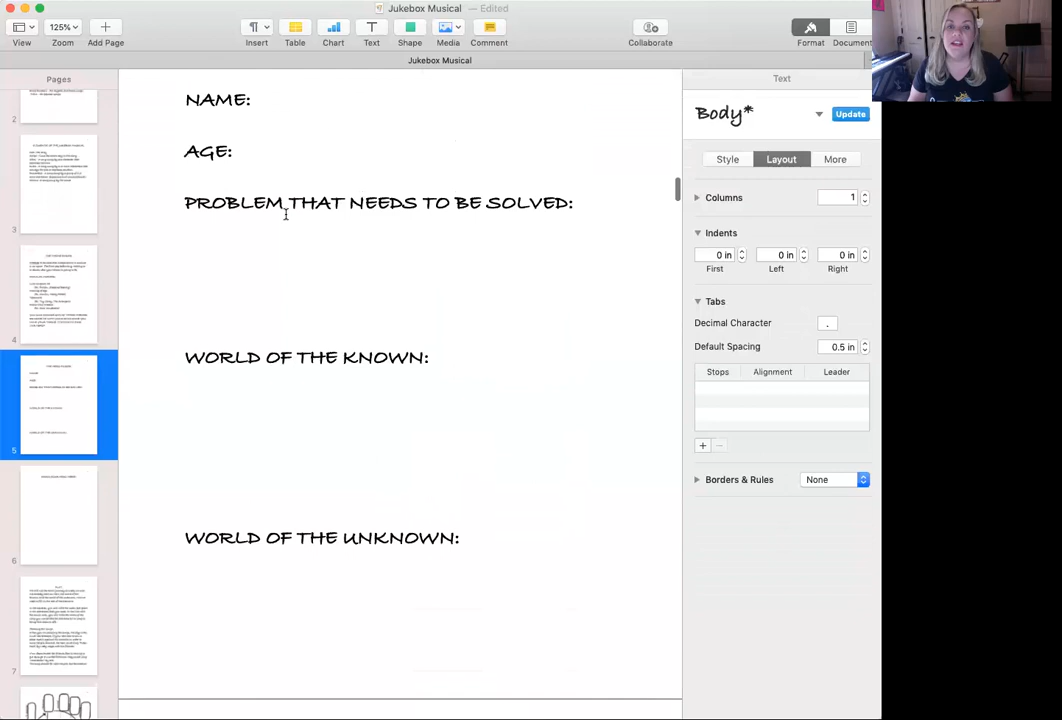 Jukebox Musical — Edited
125%
View
Zoom
Add Page
Insert
Table
Chart
Text
Shape
Media
Comment
Collaborate
Format
Document
Jukebox Musical
Pages
2
3
4
5
6
7
NAME:
AGE:
PROBLEM THAT NEEDS TO BE SOLVED:
WORLD OF THE KNOWN:
WORLD OF THE UNKNOWN:
Text
Body*
Update
Style
Layout
More
Columns
1
Indents
0 in
0 in
0 in
First
Left
Right
Tabs
Decimal Character
.
Default Spacing
0.5 in
Stops
Alignment
Leader
Borders & Rules
None